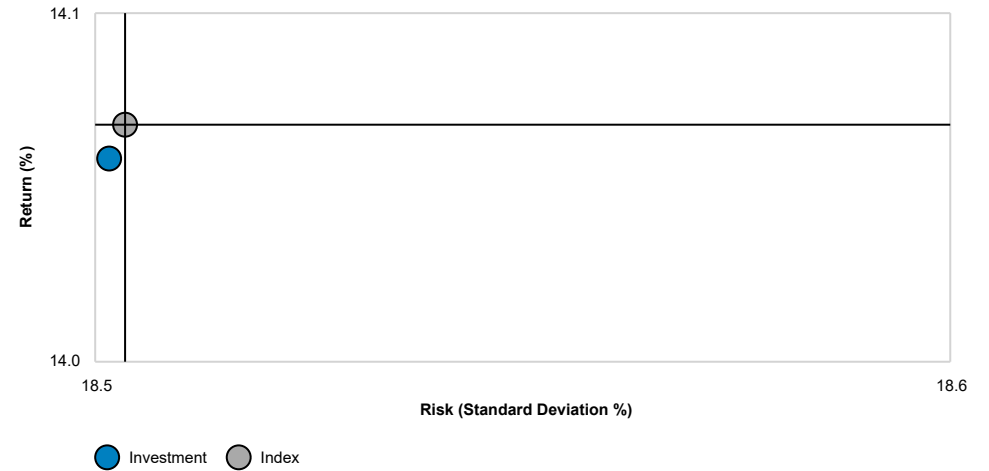 14.1
Return (%)
14.0
18.5
18.6
Risk (Standard Deviation %)
Investment
Index